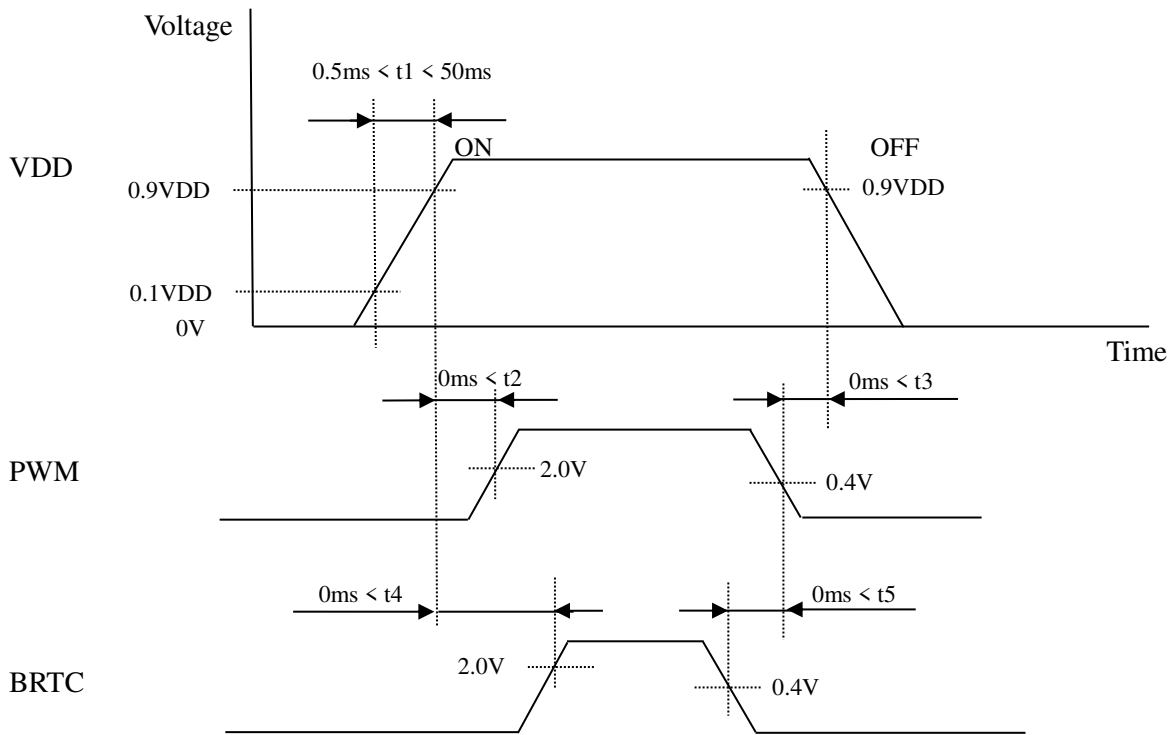 Voltage
0.5ms < t1 < 50ms
ON
OFF
VDD
0.9VDD
0.9VDD
0.1VDD
0V
Time
0ms < t2
0ms < t3
PWM
2.0V
0.4V
0ms < t4
0ms < t5
BRTC
2.0V
0.4V